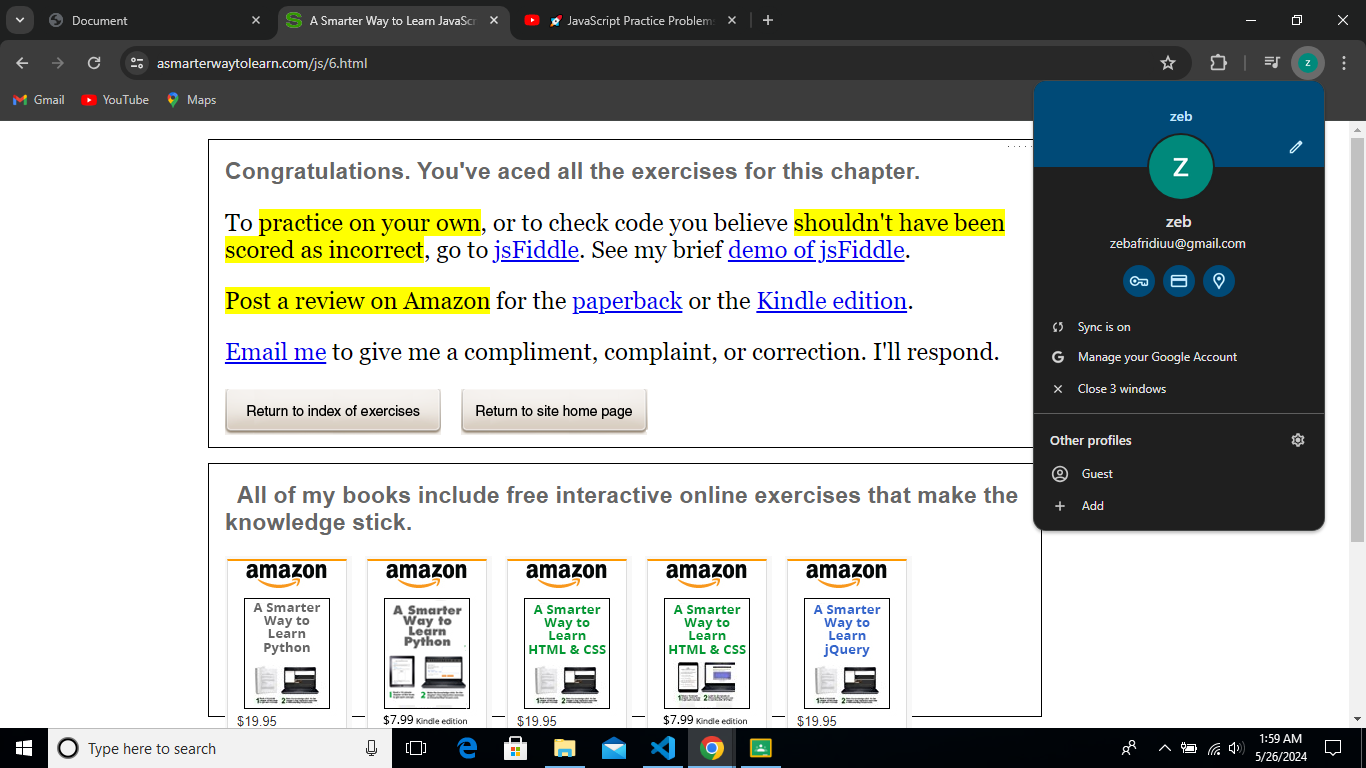 Document
A Smarter Way to Learn JavaScr
JavaScript Practice Problems
asmarterwaytolearn.com/js/6.html
z
Gmail
YouTube
Maps
zeb
Z
zeb
zebafridiuu@gmail.com
Sync is on
Manage your Google Account
Close 3 windows
Other profiles
Guest
Add
Congratulations. You've aced all the exercises for this chapter.
To practice on your own, or to check code you believe shouldn't have been
scored as incorrect, go to jsFiddle. See my brief demo of jsFiddle.
Post a review on Amazon for the paperback or the Kindle edition.
Email me to give me a compliment, complaint, or correction. I'll respond.
Return to index of exercises
Return to site home page
All of my books include free interactive online exercises that make the
knowledge stick.
amazon
A Smarter
Way to
Learn
Python
$19.95
amazon
A Smarter
Way to
Learn
Python
$7.99 Kindle edition
amazon
A Smarter
Way to
Learn
HTML & CSS
$19.95
amazon
A Smarter
Way to
Learn
HTML & CSS
$7.99 Kindle edition
amazon
A Smarter
Way to
Learn
jQuery
$19.95
Type here to search
1:59 AM
5/26/2024